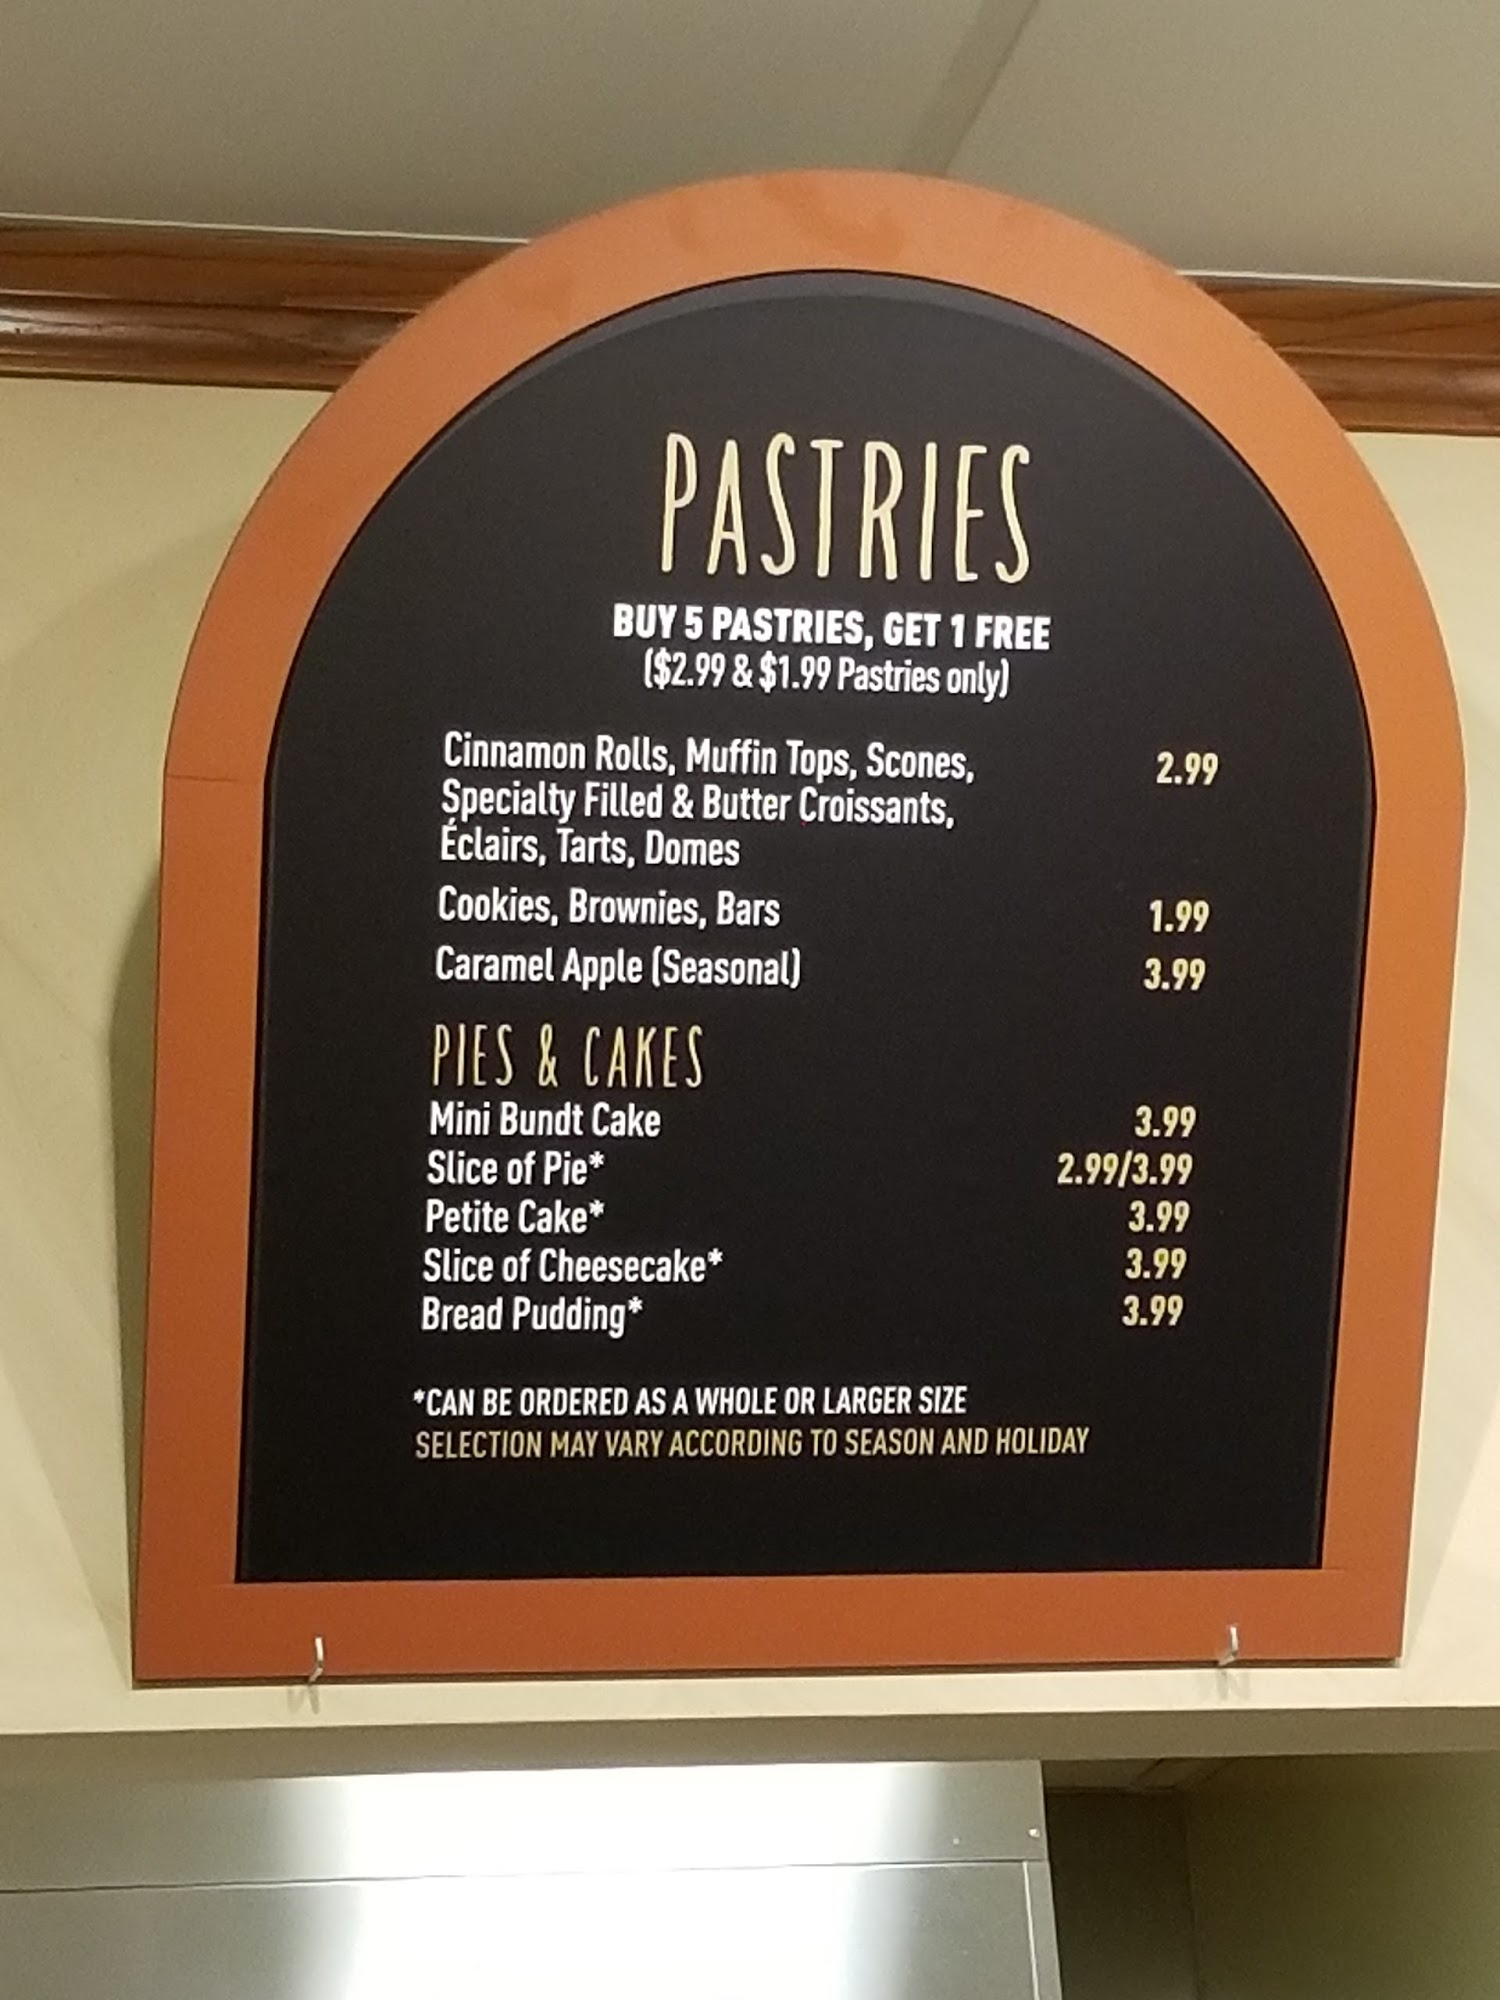 PASTRIES
BUY 5 PASTRIES, GET 1 FREE
($2.99 & $1.99 Pastries only)
Cinnamon Rolls, Muffin Tops, Scones, 2.99
Specialty Filled & Butter Croissants,
Éclairs, Tarts, Domes
Cookies, Brownies, Bars 1.99
Caramel Apple (Seasonal) 3.99
PIES & CAKES
Mini Bundt Cake 3.99
Slice of Pie* 2.99/3.99
Petite Cake* 3.99
Slice of Cheesecake* 3.99
Bread Pudding* 3.99
*CAN BE ORDERED AS A WHOLE OR LARGER SIZE
SELECTION MAY VARY ACCORDING TO SEASON AND HOLIDAY